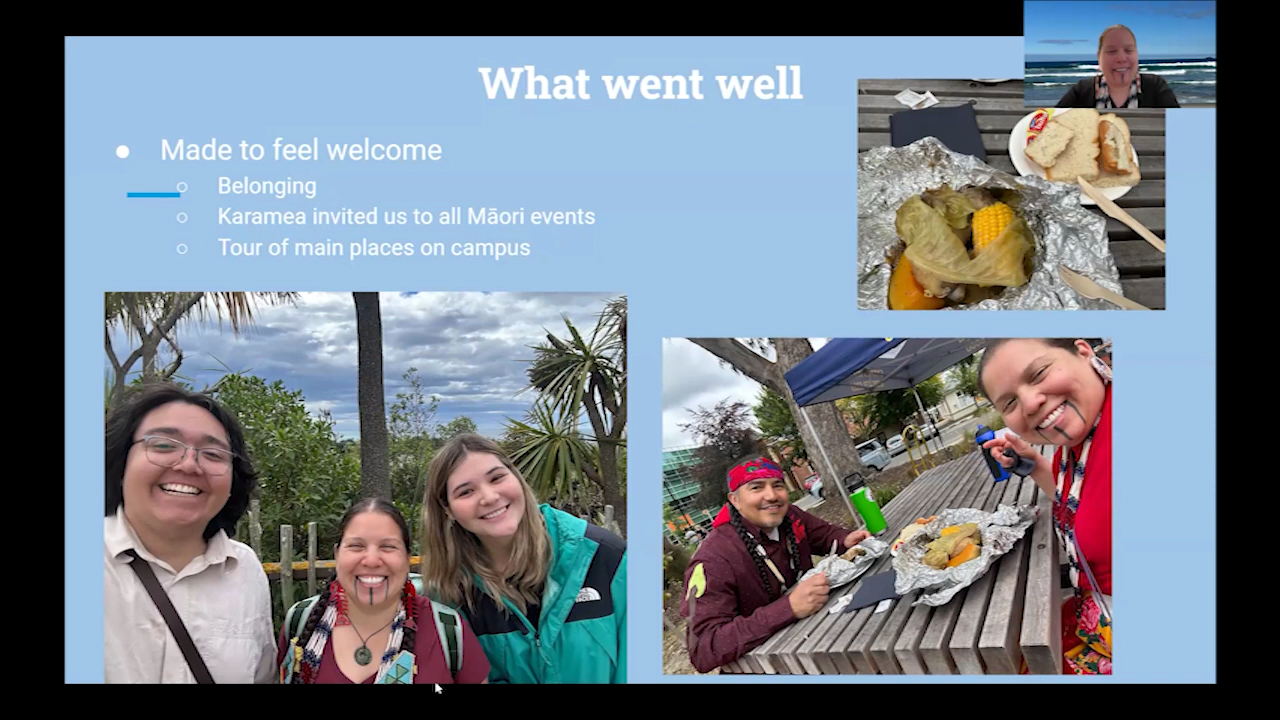 What went well
Made to feel welcome
Belonging
Karamea invited us to all Māori events
Tour of main places on campus